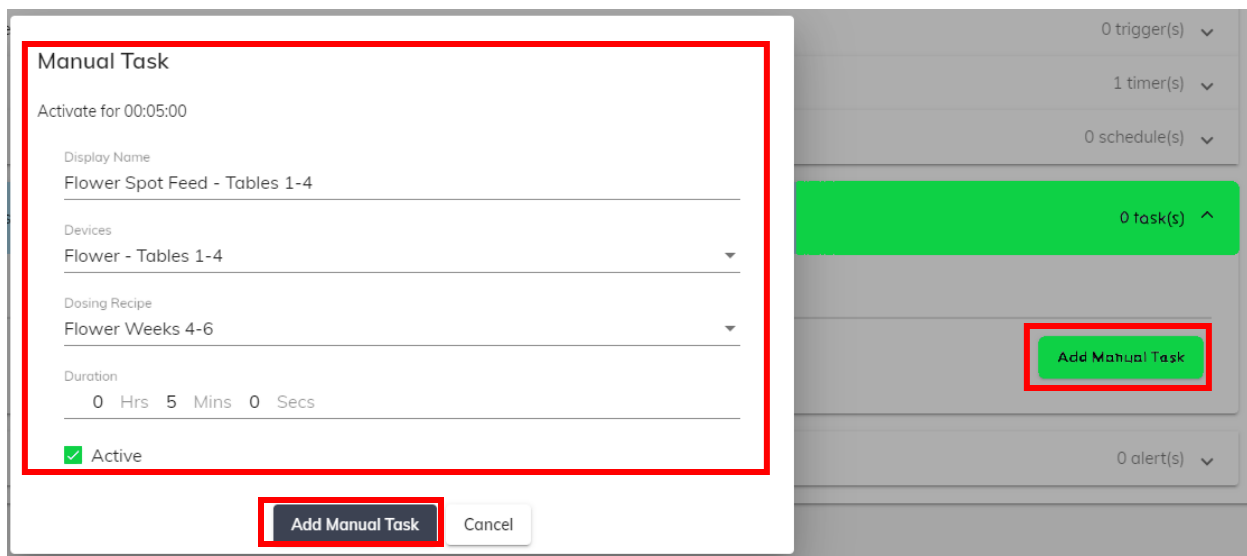 Manual Task
Activate for 00:05:00
Display Name
Flower Spot Feed - Tables 1-4
Devices
Flower - Tables 1-4
Dosing Recipe
Flower Weeks 4-6
Duration
0 Hrs 5 Mins 0 Secs
Active
Add Manual Task Cancel
0 trigger(s)
1 timer(s)
0 schedule(s)
0 task(s)
Add Manual Task
0 alert(s)